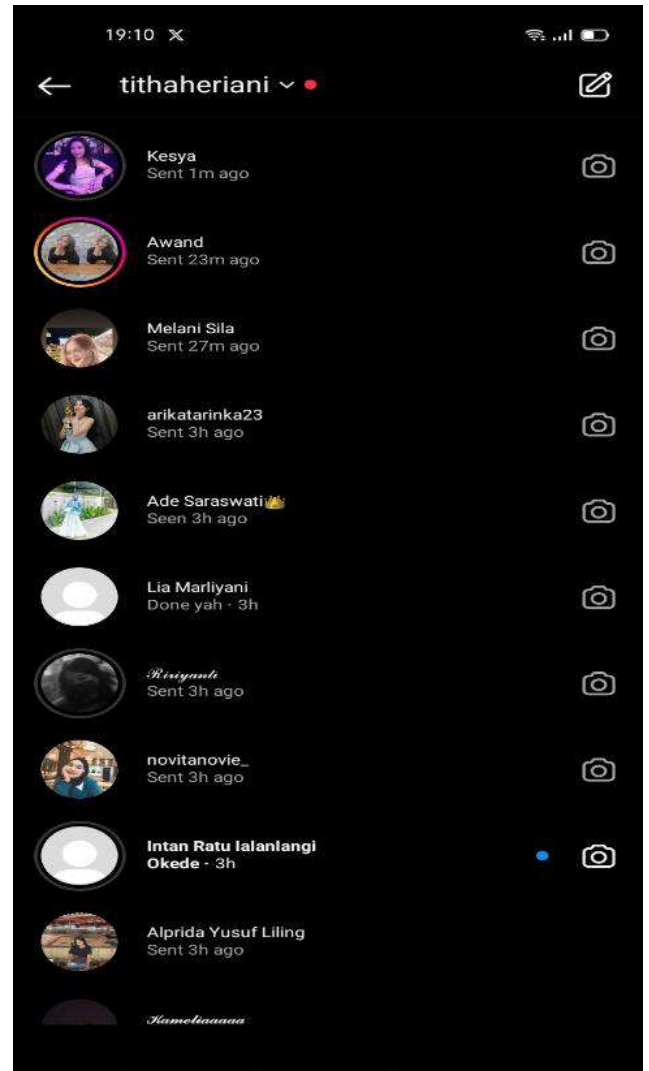 19:10
tithaheriani
Kesya
Sent 1m ago
Awand
Sent 23m ago
Melani Sila
Sent 27m ago
arikatarinka23
Sent 3h ago
Ade Saraswati👑
Seen 3h ago
Lia Marliyani
Done yah · 3h
𝓡𝓲𝓻𝓲𝔂𝓪𝓷𝓽𝓲
Sent 3h ago
novitanovie_
Sent 3h ago
Intan Ratu lalanlangi
Okede · 3h
Alprida Yusuf Liling
Sent 3h ago
𝓚𝓪𝓶𝓮𝓵𝓲𝓪𝓪𝓪𝓪𝓪